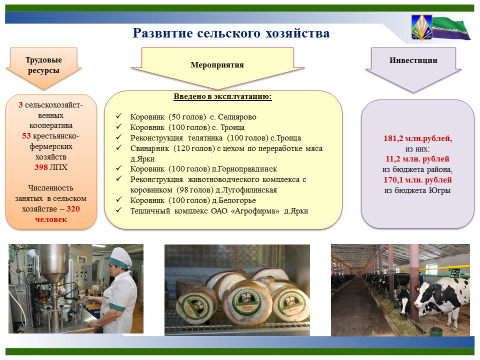 Развитие сельского хозяйства
Трудовые
ресурсы
3 сельскохозяйст-
венных
кооператива
53 крестьянско-
фермерских
хозяйств
398 ЛПХ
Численность
занятых в сельском
хозяйстве – 320
человек
Мероприятия
Введено в эксплуатацию:
✓ Коровник (50 голов) с. Селиярово
✓ Коровник (100 голов) с. Троица
✓ Реконструкция телятника (100 голов) с.Троица
✓ Свинарник (120 голов) с цехом по переработке мяса
д.Ярки
✓ Коровник (100 голов) п.Горноправдинск
✓ Реконструкция животноводческого комплекса с
коровником (98 голов) д.Лугофилинская
✓ Коровник (100 голов) д.Белогорье
✓ Тепличный комплекс ОАО «Агрофирма» д.Ярки
Инвестиции
181,2 млн.рублей,
из них:
11,2 млн. рублей
из бюджета района,
170,1 млн. рублей
из бюджета Югры